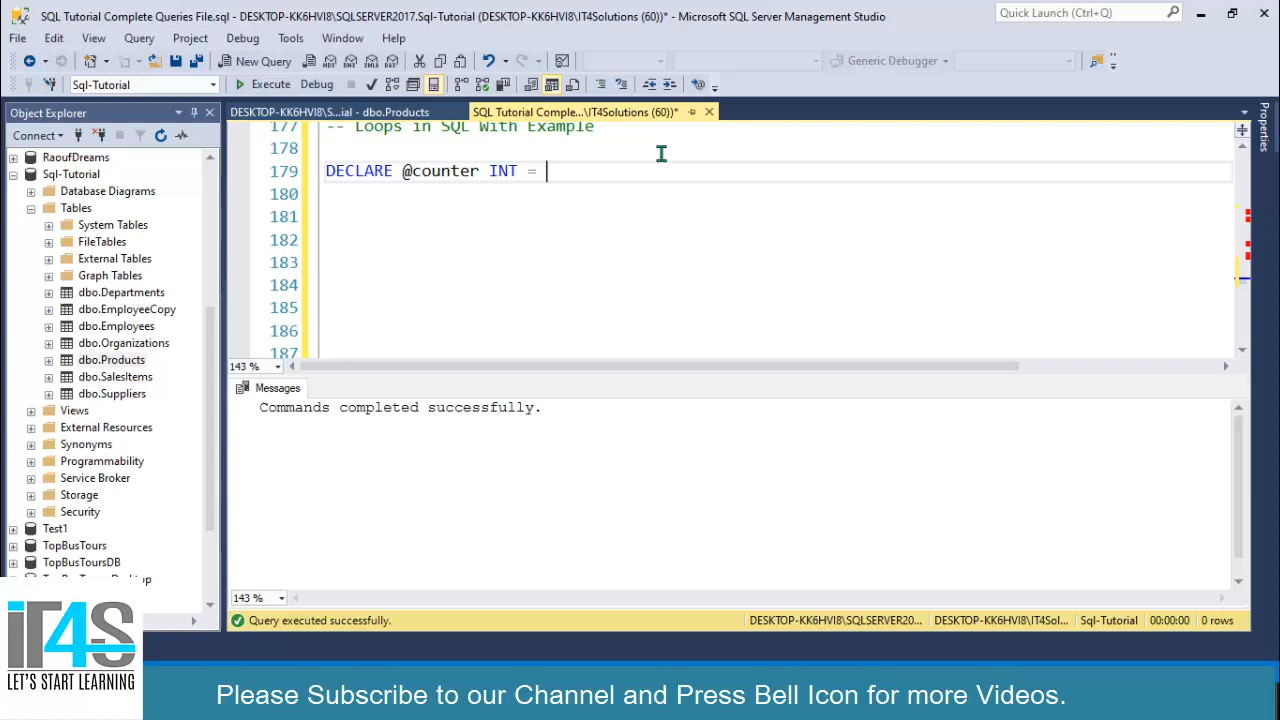 SQL Tutorial Complete Queries File.sql - DESKTOP-KK6HVI8\SQLSERVER2017.Sql-Tutorial (DESKTOP-KK6HVI8\IT4Solutions (60))* - Microsoft SQL Server Management Studio
Quick Launch (Ctrl+Q)
File Edit View Query Project Debug Tools Window Help
New Query
Generic Debugger
Sql-Tutorial
Execute Debug
Object Explorer
DESKTOP-KK6HVI8\S...ial - dbo.Products
SQL Tutorial Comple...\IT4Solutions (60))*
Properties
Connect
RaoufDreams
Sql-Tutorial
Database Diagrams
Tables
System Tables
FileTables
External Tables
Graph Tables
dbo.Departments
dbo.EmployeeCopy
dbo.Employees
dbo.Organizations
dbo.Products
dbo.SalesItems
dbo.Suppliers
Views
External Resources
Synonyms
Programmability
Service Broker
Storage
Security
Test1
TopBusTours
TopBusToursDB
177 -- Loops in SQL With Example
178
179 DECLARE @counter INT =
180
181
182
183
184
185
186
187
143 %
Messages
Commands completed successfully.
143 %
Query executed successfully.
DESKTOP-KK6HVI8\SQLSERVER20... DESKTOP-KK6HVI8\IT4Sol... Sql-Tutorial 00:00:00 0 rows
iT4S
LET'S START LEARNING
Please Subscribe to our Channel and Press Bell Icon for more Videos.